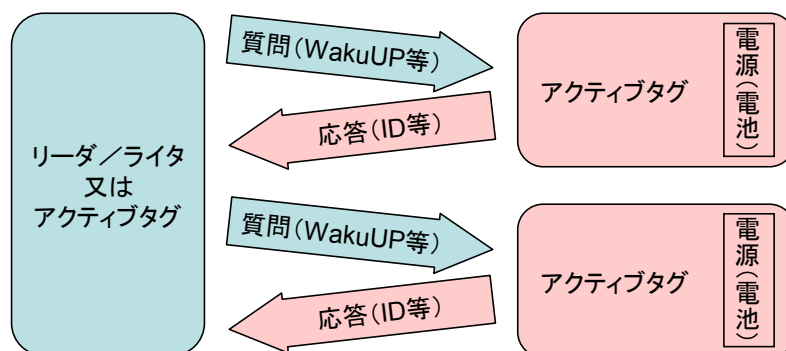 リーダ／ライタ
又は
アクティブタグ
質問（WakuUP等）
応答（ID等）
アクティブタグ
電源（電池）
質問（WakuUP等）
応答（ID等）
アクティブタグ
電源（電池）